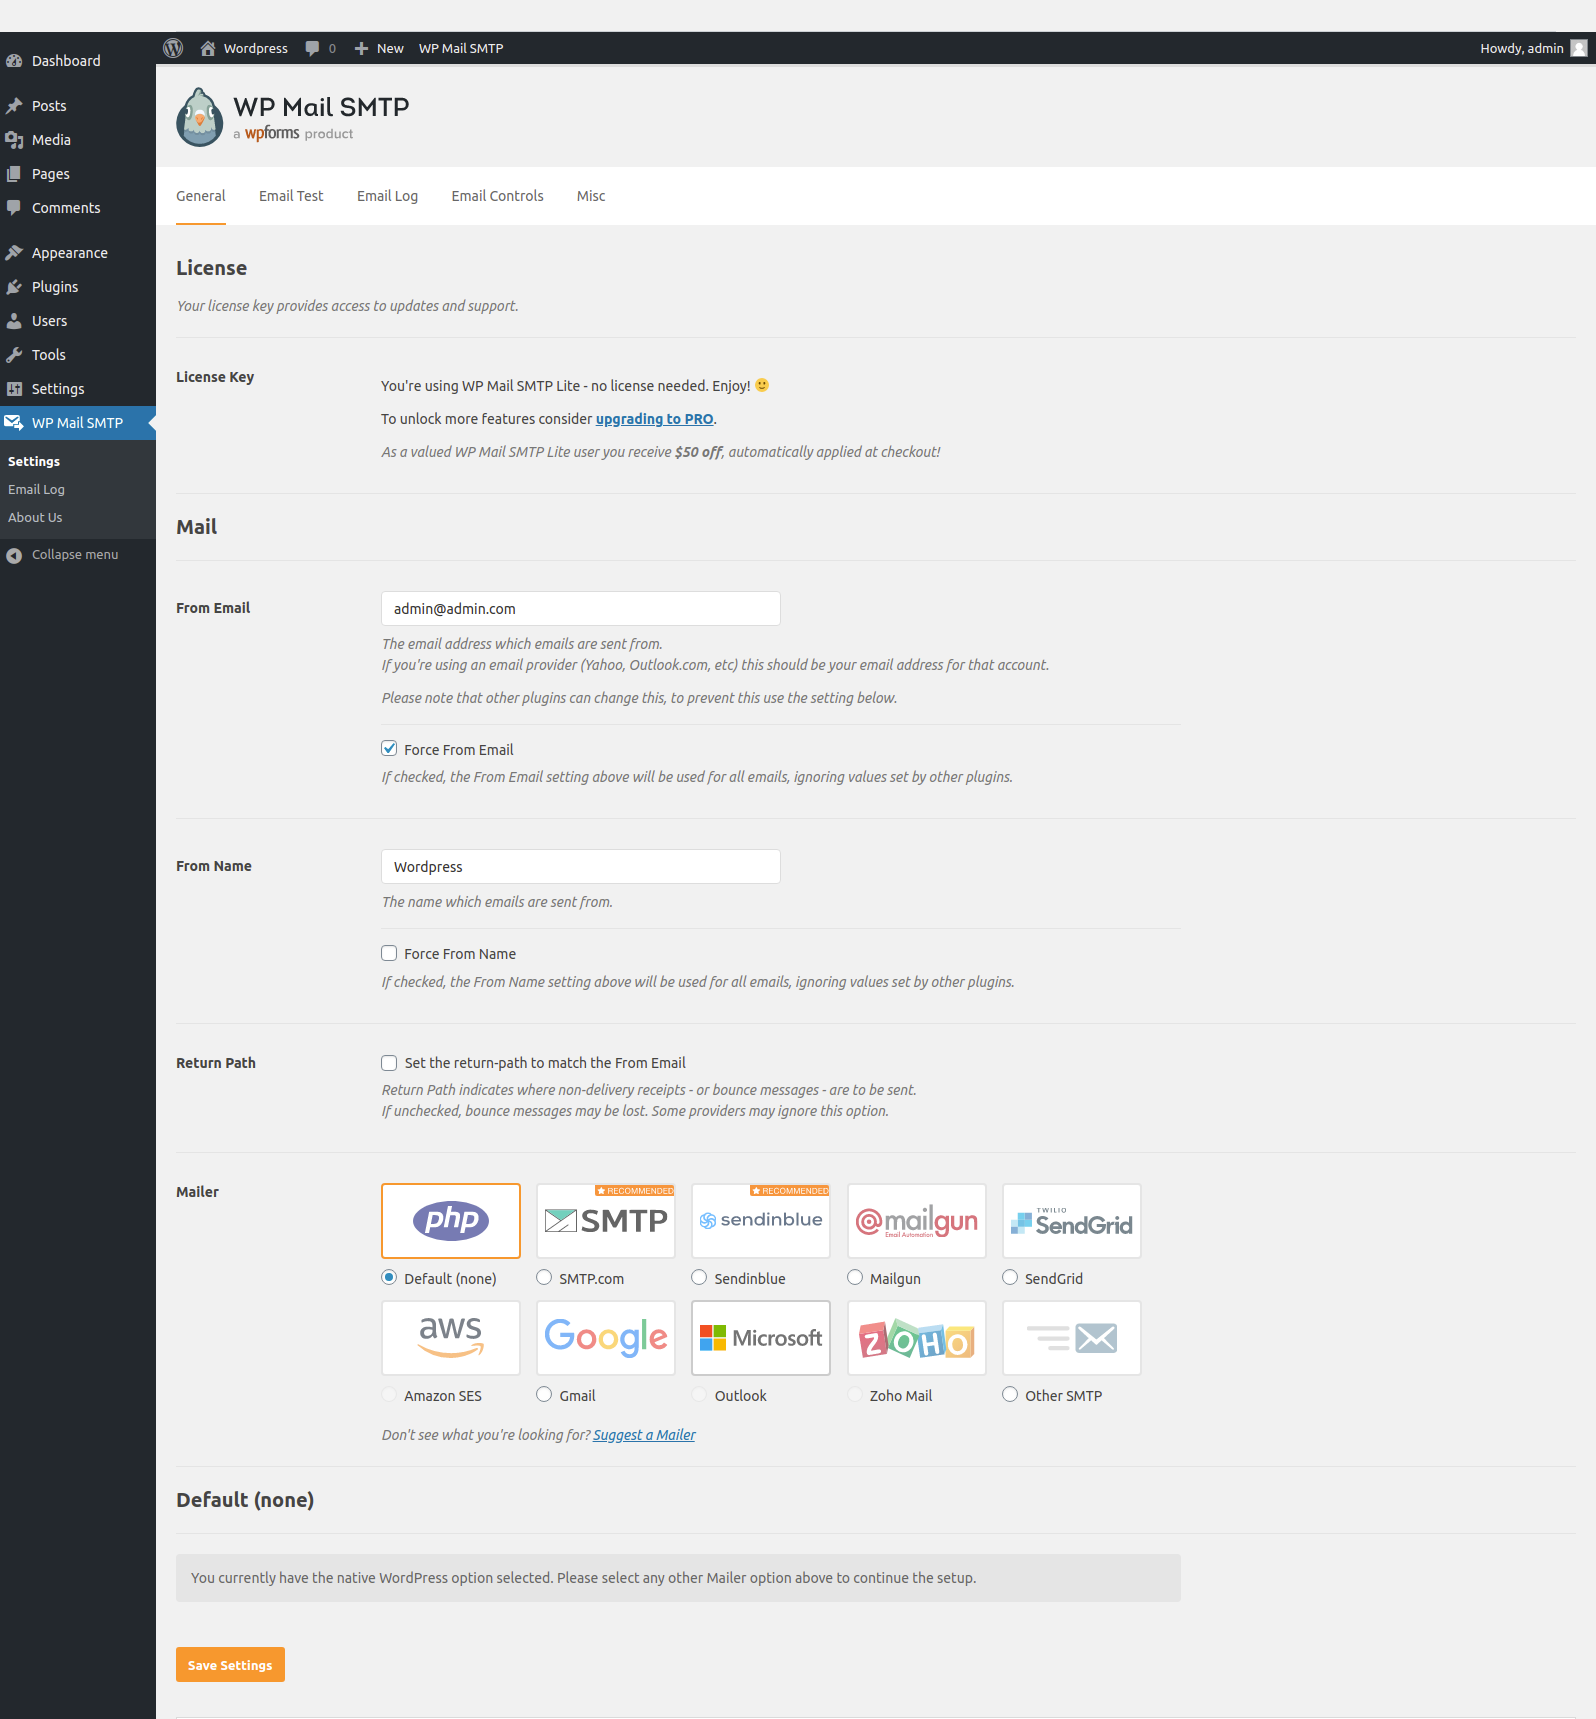 Wordpress
0
New
WP Mail SMTP
Howdy, admin
Dashboard
Posts
Media
Pages
Comments
Appearance
Plugins
Users
Tools
Settings
WP Mail SMTP
Settings
Email Log
About Us
Collapse menu
WP Mail SMTP
a wpforms product
General
Email Test
Email Log
Email Controls
Misc
License
Your license key provides access to updates and support.
License Key
You're using WP Mail SMTP Lite - no license needed. Enjoy! 🙂
To unlock more features consider upgrading to PRO.
As a valued WP Mail SMTP Lite user you receive $50 off, automatically applied at checkout!
Mail
From Email
admin@admin.com
The email address which emails are sent from.
If you're using an email provider (Yahoo, Outlook.com, etc) this should be your email address for that account.
Please note that other plugins can change this, to prevent this use the setting below.
Force From Email
If checked, the From Email setting above will be used for all emails, ignoring values set by other plugins.
From Name
Wordpress
The name which emails are sent from.
Force From Name
If checked, the From Name setting above will be used for all emails, ignoring values set by other plugins.
Return Path
Set the return-path to match the From Email
Return Path indicates where non-delivery receipts - or bounce messages - are to be sent.
If unchecked, bounce messages may be lost. Some providers may ignore this option.
Mailer
php
RECOMMENDED
SMTP
RECOMMENDED
sendinblue
mailgun
Email Automation
TWILIO
SendGrid
Default (none)
SMTP.com
Sendinblue
Mailgun
SendGrid
aws
Google
Microsoft
ZOHO
Amazon SES
Gmail
Outlook
Zoho Mail
Other SMTP
Don't see what you're looking for? Suggest a Mailer
Default (none)
You currently have the native WordPress option selected. Please select any other Mailer option above to continue the setup.
Save Settings